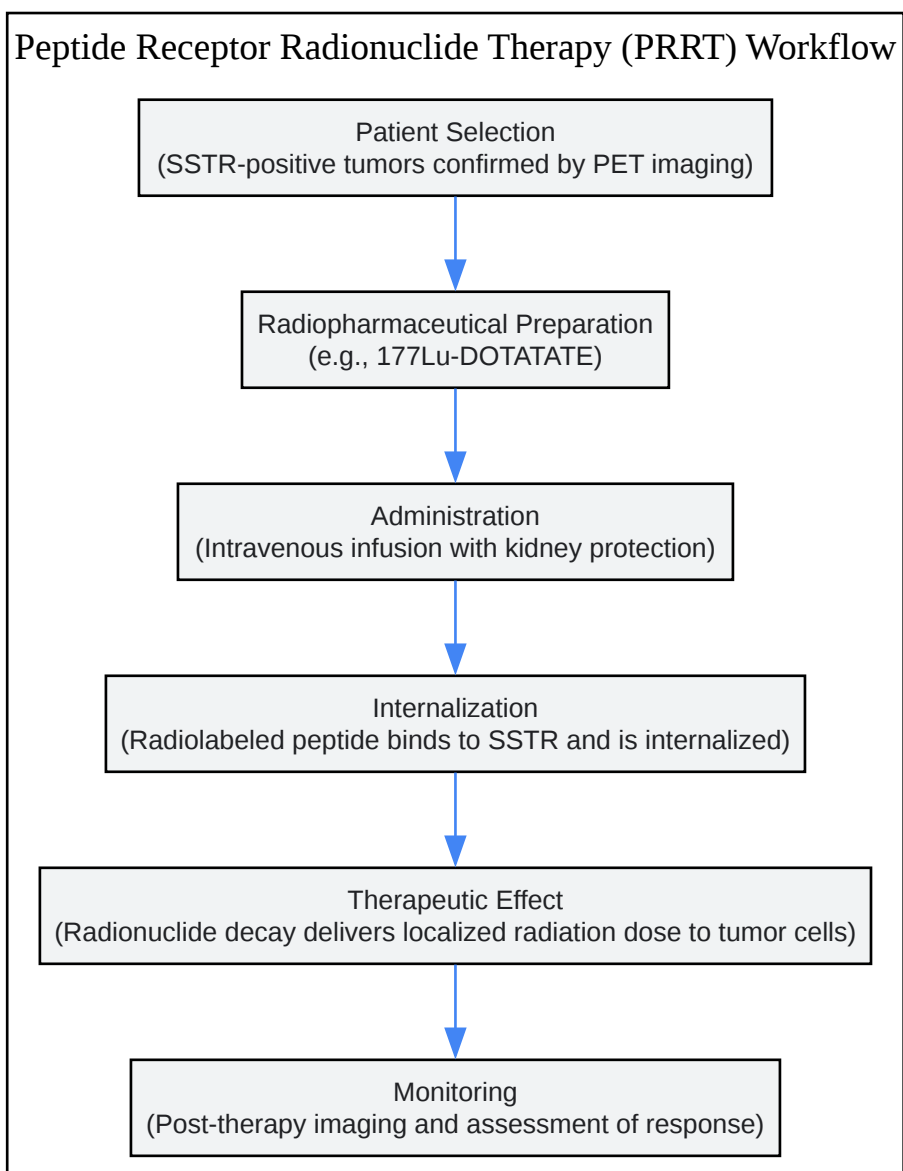 Peptide Receptor Radionuclide Therapy (PRRT) Workflow
Patient Selection
(SSTR-positive tumors confirmed by PET imaging)
Radiopharmaceutical Preparation
(e.g., 177Lu-DOTATATE)
Administration
(Intravenous infusion with kidney protection)
Internalization
(Radiolabeled peptide binds to SSTR and is internalized)
Therapeutic Effect
(Radionuclide decay delivers localized radiation dose to tumor cells)
Monitoring
(Post-therapy imaging and assessment of response)